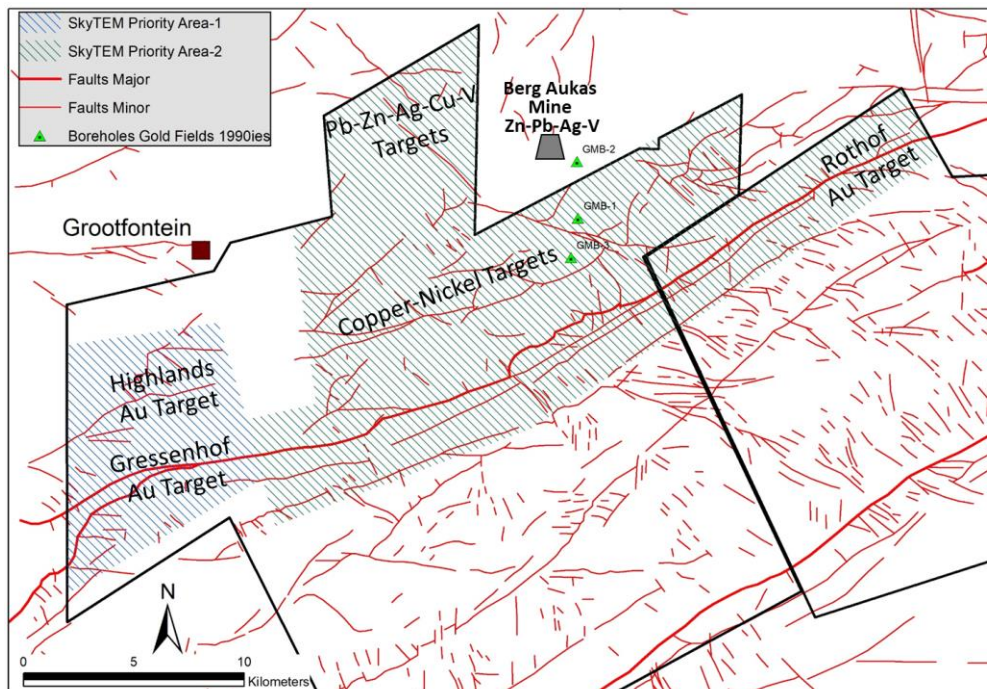 SkyTEM Priority Area-1
SkyTEM Priority Area-2
Faults Major
Faults Minor
Boreholes Gold Fields 1990ies
Pb-Zn-Ag-Cu-V
Targets
Berg Aukas
Mine
Zn-Pb-Ag-V
GMB-2
Rothof
Au Target
GMB-1
Grootfontein
GMB-3
Copper-Nickel Targets
Highlands
Au Target
Gressenhof
Au Target
N
0 5 10
Kilometers